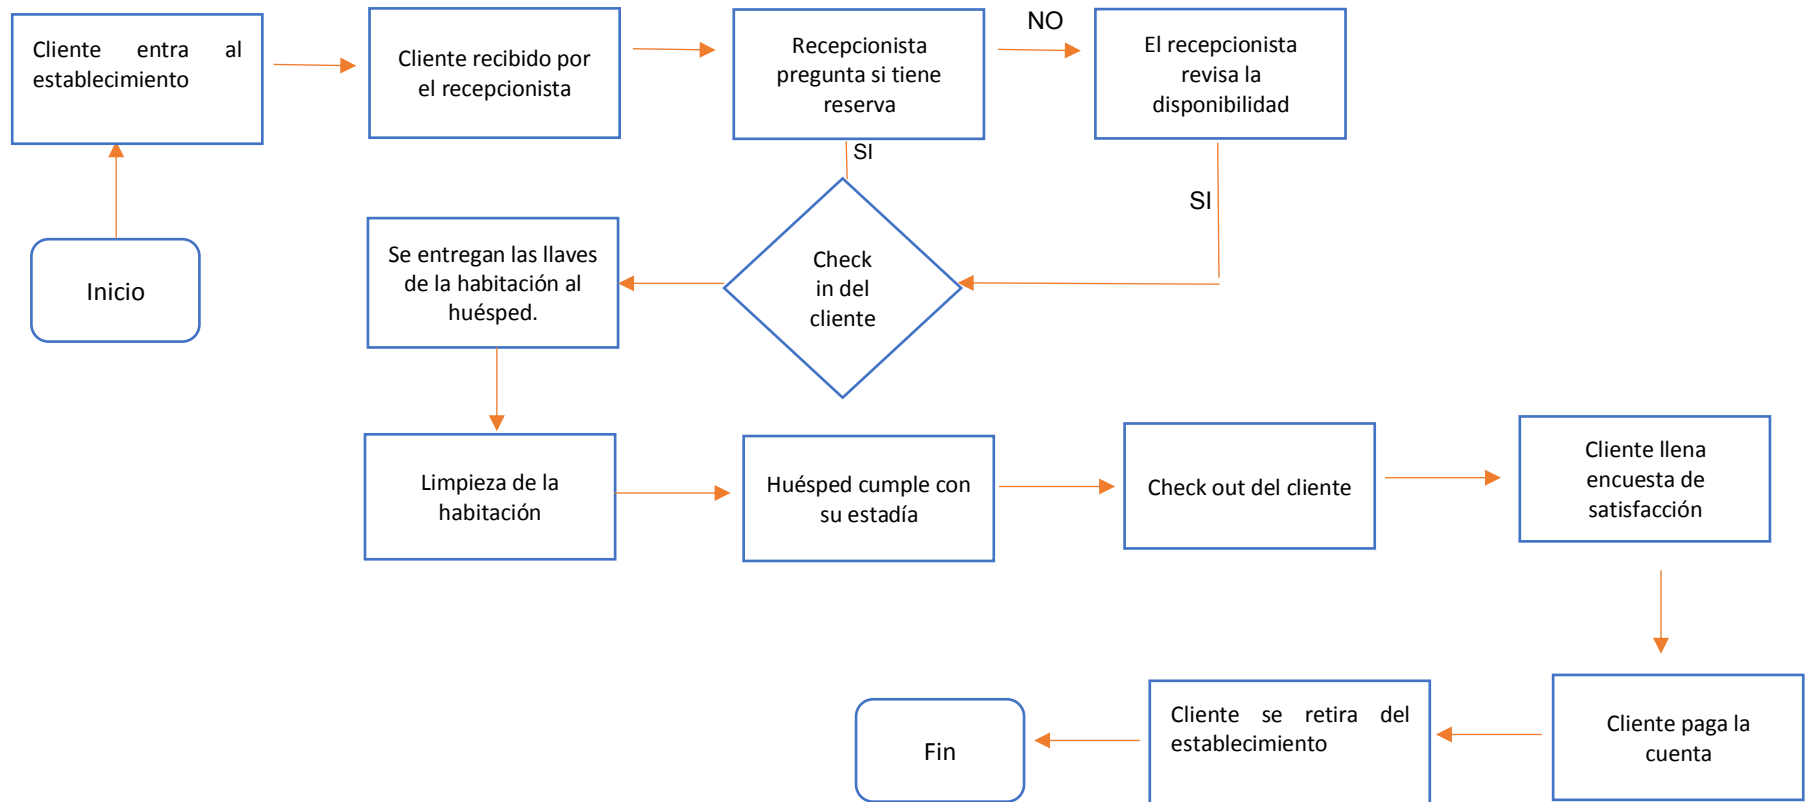 Cliente entra al
establecimiento
Cliente recibido por
el recepcionista
Recepcionista
pregunta si tiene
reserva
NO
El recepcionista
revisa la
disponibilidad
SI
SI
Inicio
Se entregan las llaves
de la habitación al
huésped.
Check
in del
cliente
Limpieza de la
habitación
Huésped cumple con
su estadía
Check out del cliente
Cliente llena
encuesta de
satisfacción
Fin
Cliente se retira del
establecimiento
Cliente paga la
cuenta